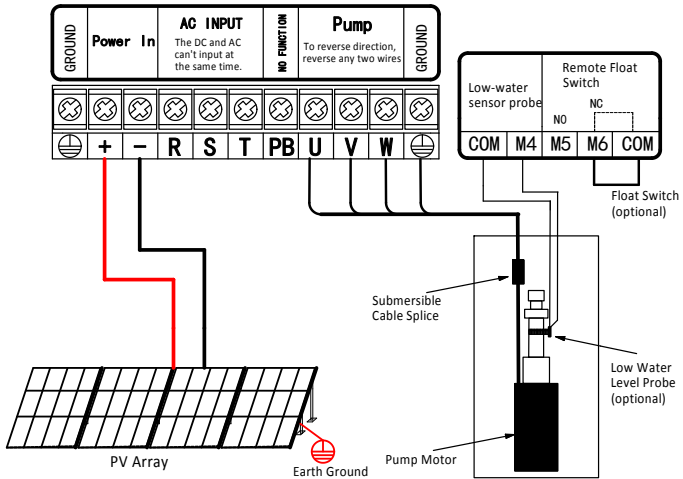 GROUND
Power In
AC INPUT
The DC and AC
can't input at
the same time.
NO FUNCTION
Pump
To reverse direction,
reverse any two wires
GROUND
+ − R S T PB U V W
Low-water
sensor probe
Remote Float
Switch
NC
NO
COM M4 M5 M6 COM
Float Switch
(optional)
Submersible
Cable Splice
Low Water
Level Probe
(optional)
Pump Motor
PV Array
Earth Ground